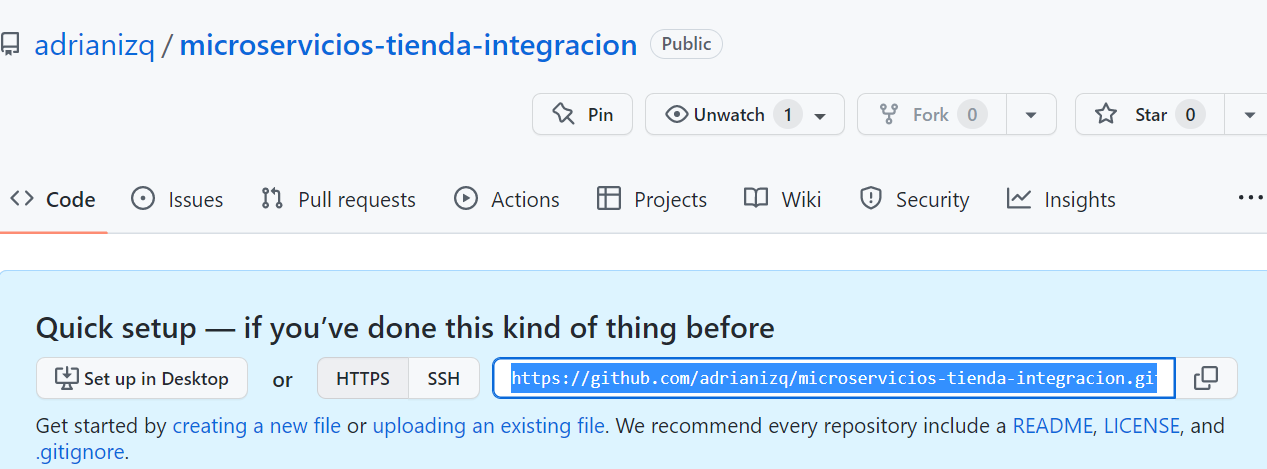 adrianizq / microservicios-tienda-integracion Public
Pin Unwatch 1 Fork 0 Star 0
Code Issues Pull requests Actions Projects Wiki Security Insights ...
Quick setup — if you’ve done this kind of thing before
Set up in Desktop or HTTPS SSH https://github.com/adrianizq/microservicios-tienda-integracion.git
Get started by creating a new file or uploading an existing file. We recommend every repository include a README, LICENSE, and
.gitignore.